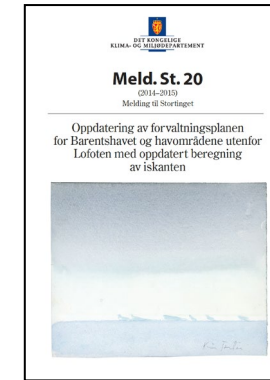 DET KONGELIGE
KLIMA- OG MILJØDEPARTEMENT
Meld. St. 20
(2014–2015)
Melding til Stortinget
Oppdatering av forvaltningsplanen
for Barentshavet og havområdene utenfor
Lofoten med oppdatert beregning
av iskanten